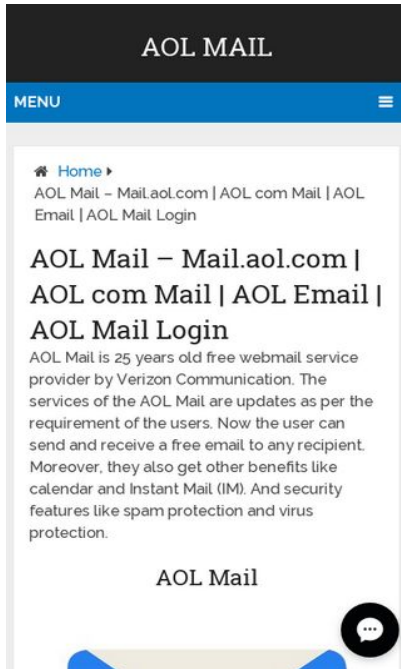 AOL MAIL
MENU
Home
AOL Mail – Mail.aol.com | AOL com Mail | AOL
Email | AOL Mail Login
AOL Mail – Mail.aol.com |
AOL com Mail | AOL Email |
AOL Mail Login
AOL Mail is 25 years old free webmail service
provider by Verizon Communication. The
services of the AOL Mail are updates as per the
requirement of the users. Now the user can
send and receive a free email to any recipient.
Moreover, they also get other benefits like
calendar and Instant Mail (IM). And security
features like spam protection and virus
protection.
AOL Mail